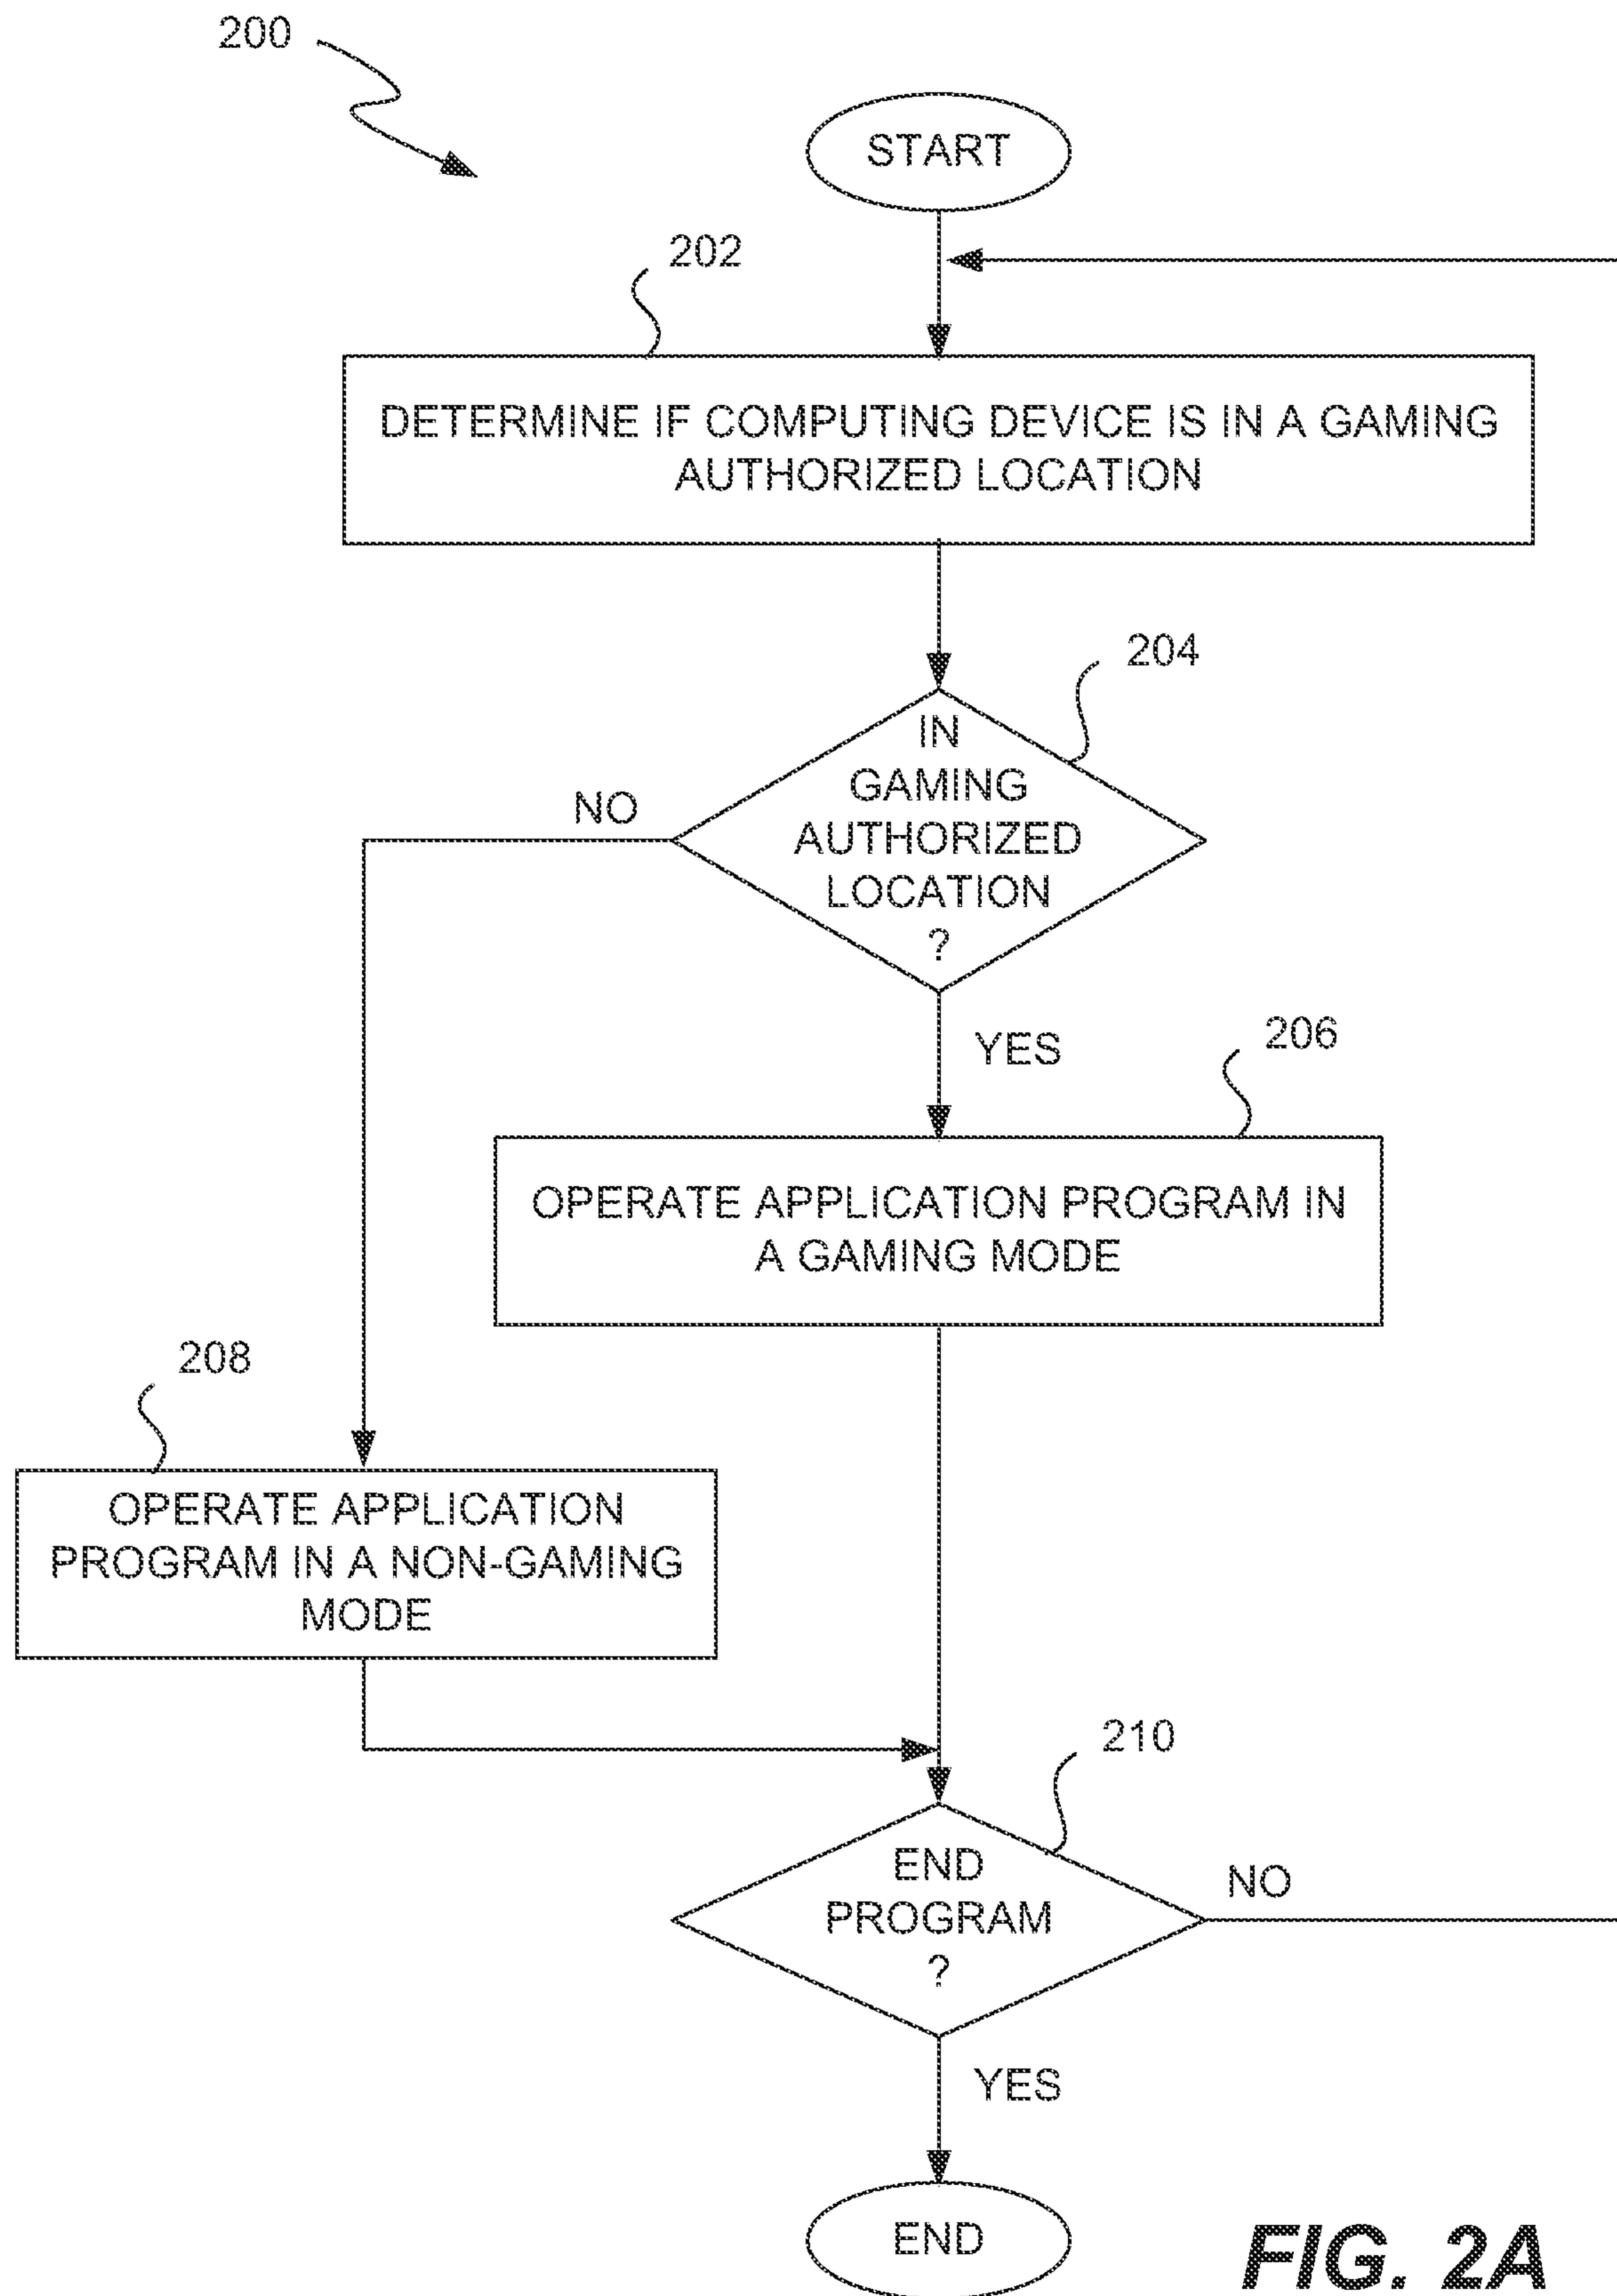 200
START
202
DETERMINE IF COMPUTING DEVICE IS IN A GAMING
AUTHORIZED LOCATION
204
IN
GAMING
AUTHORIZED
LOCATION
?
NO
YES
206
OPERATE APPLICATION PROGRAM IN
A GAMING MODE
208
OPERATE APPLICATION
PROGRAM IN A NON-GAMING
MODE
210
END
PROGRAM
?
NO
YES
END
FIG. 2A